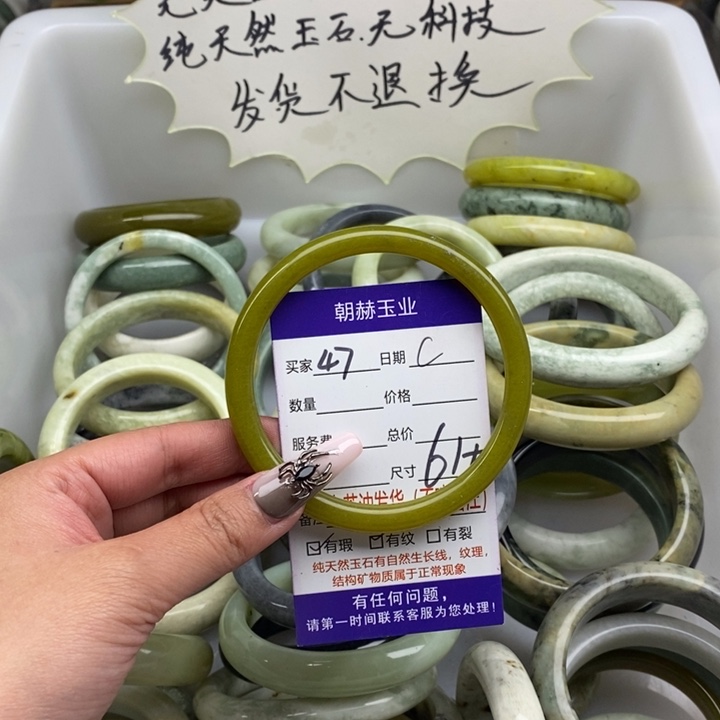 纯天然玉石.无科技
发货不退换
朝赫玉业
买家 47 日期 C
数量 价格
服务费 总价
尺寸 61+
发货
备注
☑有瑕 ☑有纹 □有裂
纯天然玉石有自然生长线，纹理，
结构矿物质属于正常现象
有任何问题，
请第一时间联系客服为您处理！